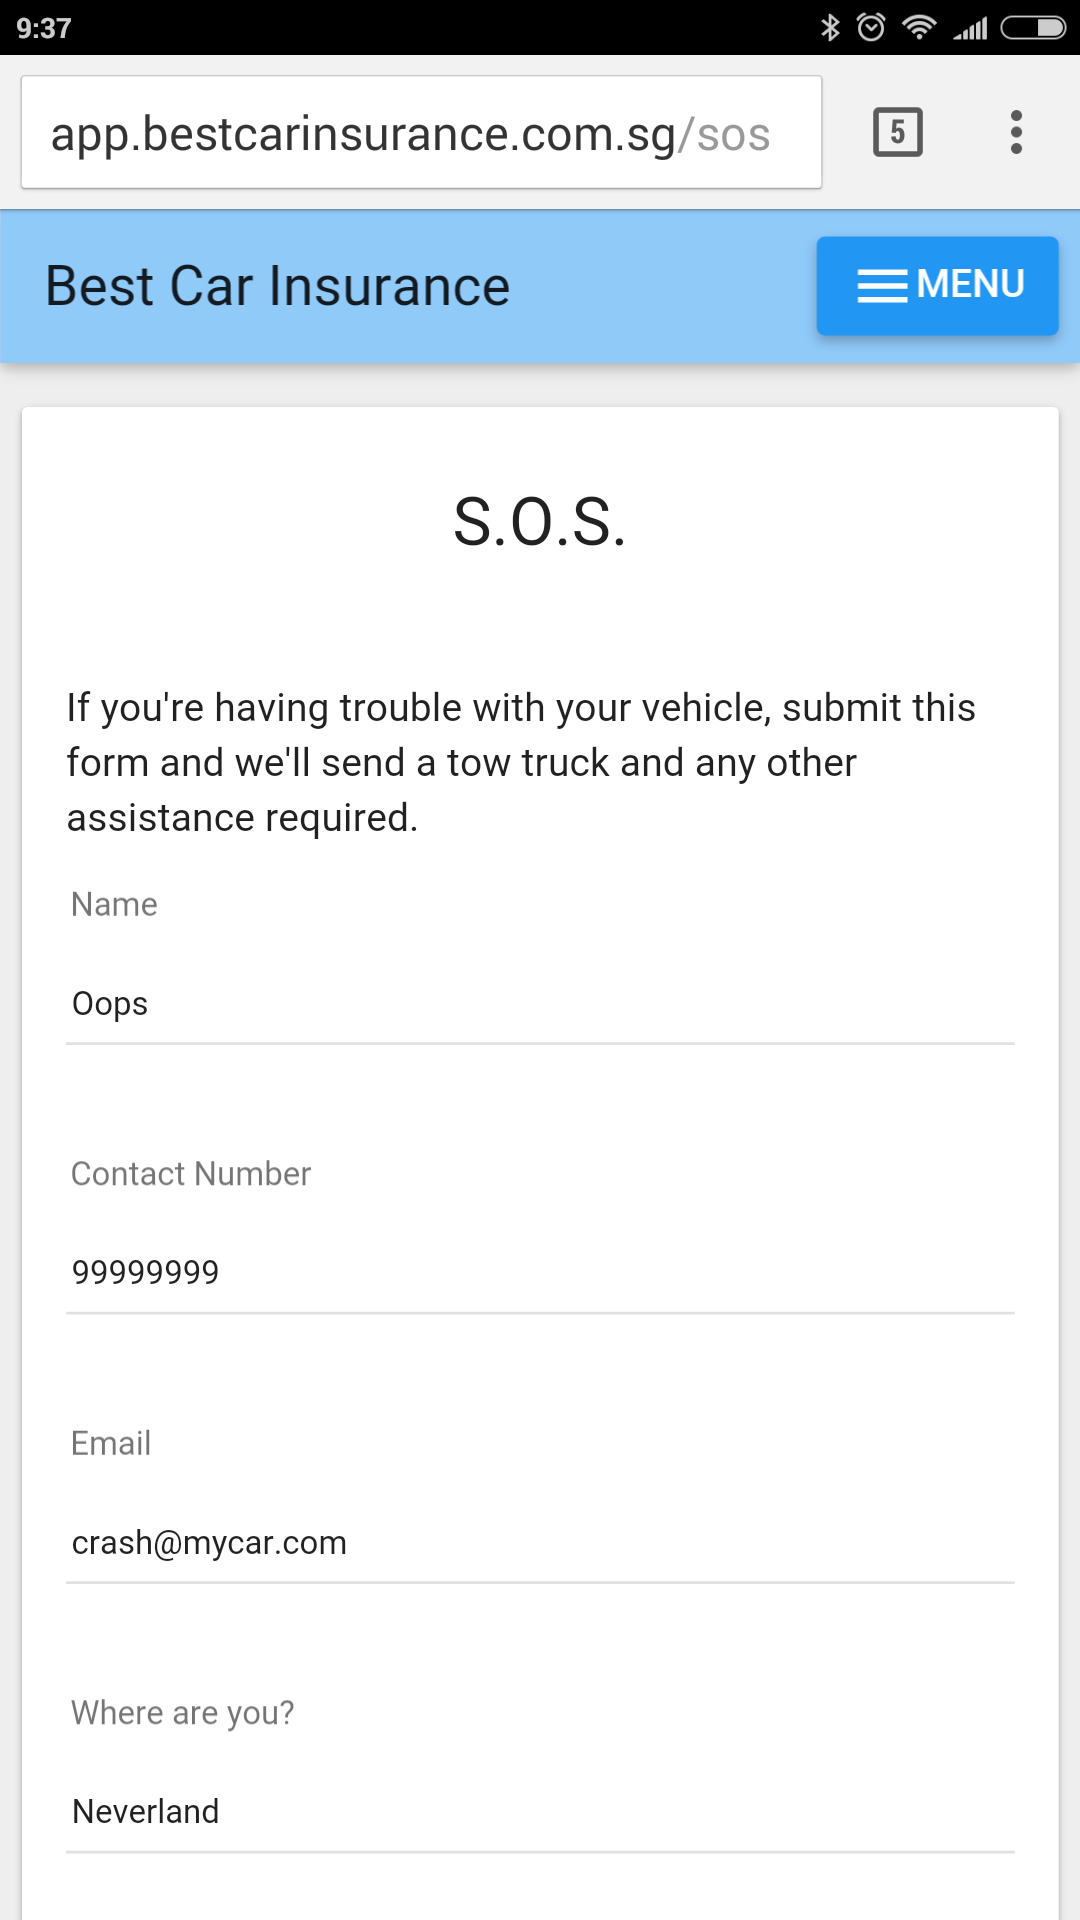 9:37
app.bestcarinsurance.com.sg/sos
5
Best Car Insurance
MENU
S.O.S.
If you're having trouble with your vehicle, submit this
form and we'll send a tow truck and any other
assistance required.
Name
Oops
Contact Number
99999999
Email
crash@mycar.com
Where are you?
Neverland